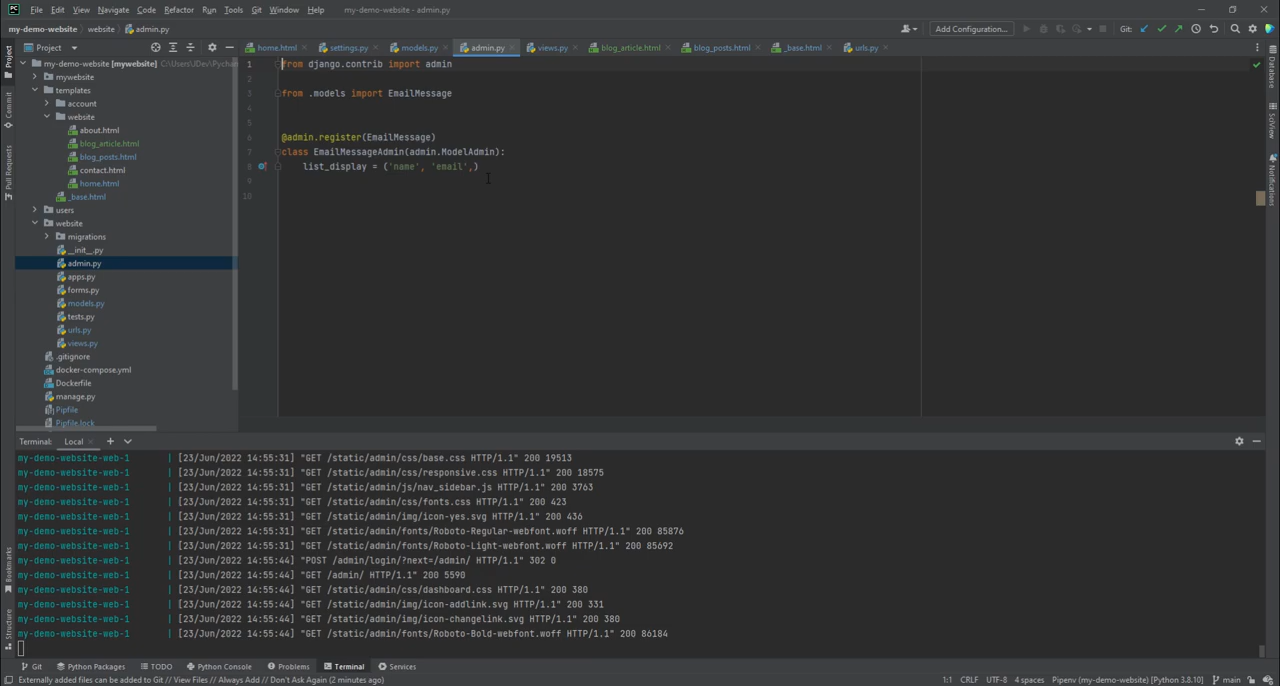 PC File Edit View Navigate Code Refactor Run Tools Git Window Help my-demo-website - admin.py
my-demo-website website admin.py Add Configuration... Git:
Project
home.html settings.py models.py admin.py views.py blog_article.html blog_posts.html _base.html urls.py
my-demo-website [mywebsite] C:\Users\UDev\Pycharm
mywebsite
templates
account
website
about.html
blog_article.html
blog_posts.html
contact.html
home.html
_base.html
users
website
migrations
__init__.py
admin.py
apps.py
forms.py
models.py
tests.py
urls.py
views.py
.gitignore
docker-compose.yml
Dockerfile
manage.py
Pipfile
Pipfile.lock
1 from django.contrib import admin
2
3 from .models import EmailMessage
4
5
6 @admin.register(EmailMessage)
7 class EmailMessageAdmin(admin.ModelAdmin):
8 list_display = ('name', 'email',)
9
10
Project
Commit
Pull Requests
Bookmarks
Structure
Database
SciView
Notifications
Terminal: Local
my-demo-website-web-1 | [23/Jun/2022 14:55:31] "GET /static/admin/css/base.css HTTP/1.1" 200 19513
my-demo-website-web-1 | [23/Jun/2022 14:55:31] "GET /static/admin/css/responsive.css HTTP/1.1" 200 18575
my-demo-website-web-1 | [23/Jun/2022 14:55:31] "GET /static/admin/js/nav_sidebar.js HTTP/1.1" 200 3763
my-demo-website-web-1 | [23/Jun/2022 14:55:31] "GET /static/admin/css/fonts.css HTTP/1.1" 200 423
my-demo-website-web-1 | [23/Jun/2022 14:55:31] "GET /static/admin/img/icon-yes.svg HTTP/1.1" 200 436
my-demo-website-web-1 | [23/Jun/2022 14:55:31] "GET /static/admin/fonts/Roboto-Regular-webfont.woff HTTP/1.1" 200 85876
my-demo-website-web-1 | [23/Jun/2022 14:55:31] "GET /static/admin/fonts/Roboto-Light-webfont.woff HTTP/1.1" 200 85692
my-demo-website-web-1 | [23/Jun/2022 14:55:44] "POST /admin/login/?next=/admin/ HTTP/1.1" 302 0
my-demo-website-web-1 | [23/Jun/2022 14:55:44] "GET /admin/ HTTP/1.1" 200 5590
my-demo-website-web-1 | [23/Jun/2022 14:55:44] "GET /static/admin/css/dashboard.css HTTP/1.1" 200 380
my-demo-website-web-1 | [23/Jun/2022 14:55:44] "GET /static/admin/img/icon-addlink.svg HTTP/1.1" 200 331
my-demo-website-web-1 | [23/Jun/2022 14:55:44] "GET /static/admin/img/icon-changelink.svg HTTP/1.1" 200 380
my-demo-website-web-1 | [23/Jun/2022 14:55:44] "GET /static/admin/fonts/Roboto-Bold-webfont.woff HTTP/1.1" 200 86184
Git Python Packages TODO Python Console Problems Terminal Services
Externally added files can be added to Git // View Files // Always Add // Don't Ask Again (2 minutes ago) 1:1 CRLF UTF-8 4 spaces Pipenv (my-demo-website) [Python 3.8.10] main